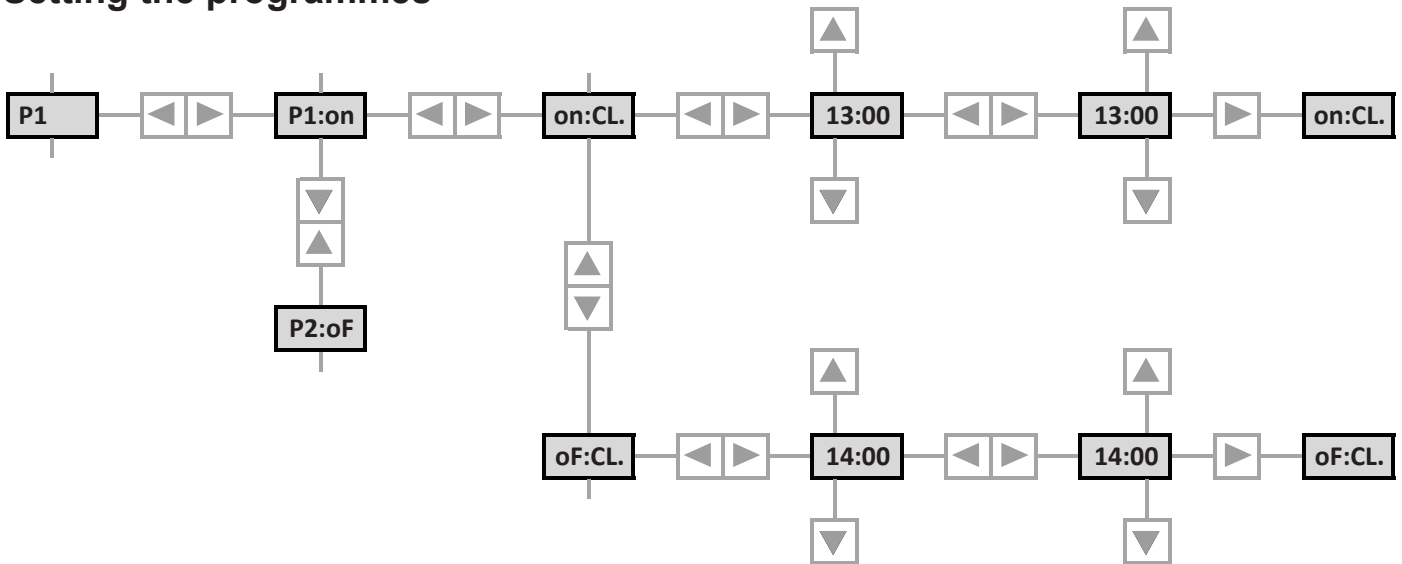 Setting the programmes
P1 P1:on on:CL. 13:00 13:00 on:CL.
P2:oF
oF:CL. 14:00 14:00 oF:CL.